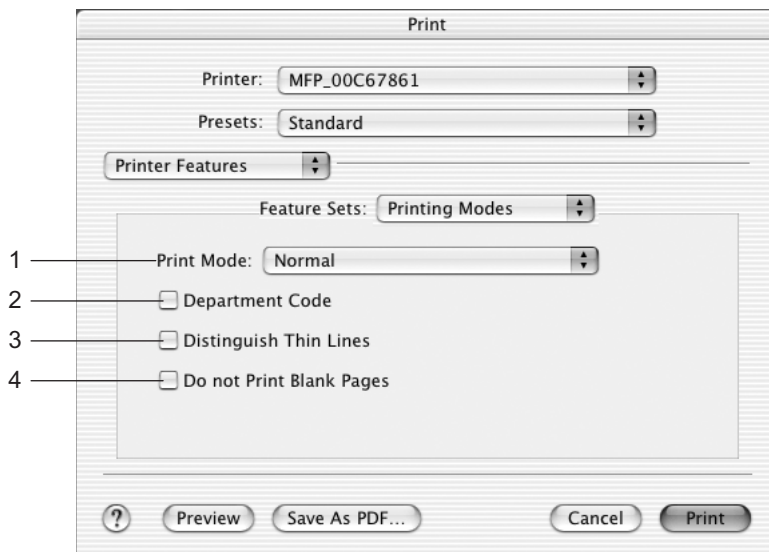 Print
Printer: MFP_00C67861
Presets: Standard
Printer Features
Feature Sets: Printing Modes
1 Print Mode: Normal
2 Department Code
3 Distinguish Thin Lines
4 Do not Print Blank Pages
? Preview Save As PDF... Cancel Print